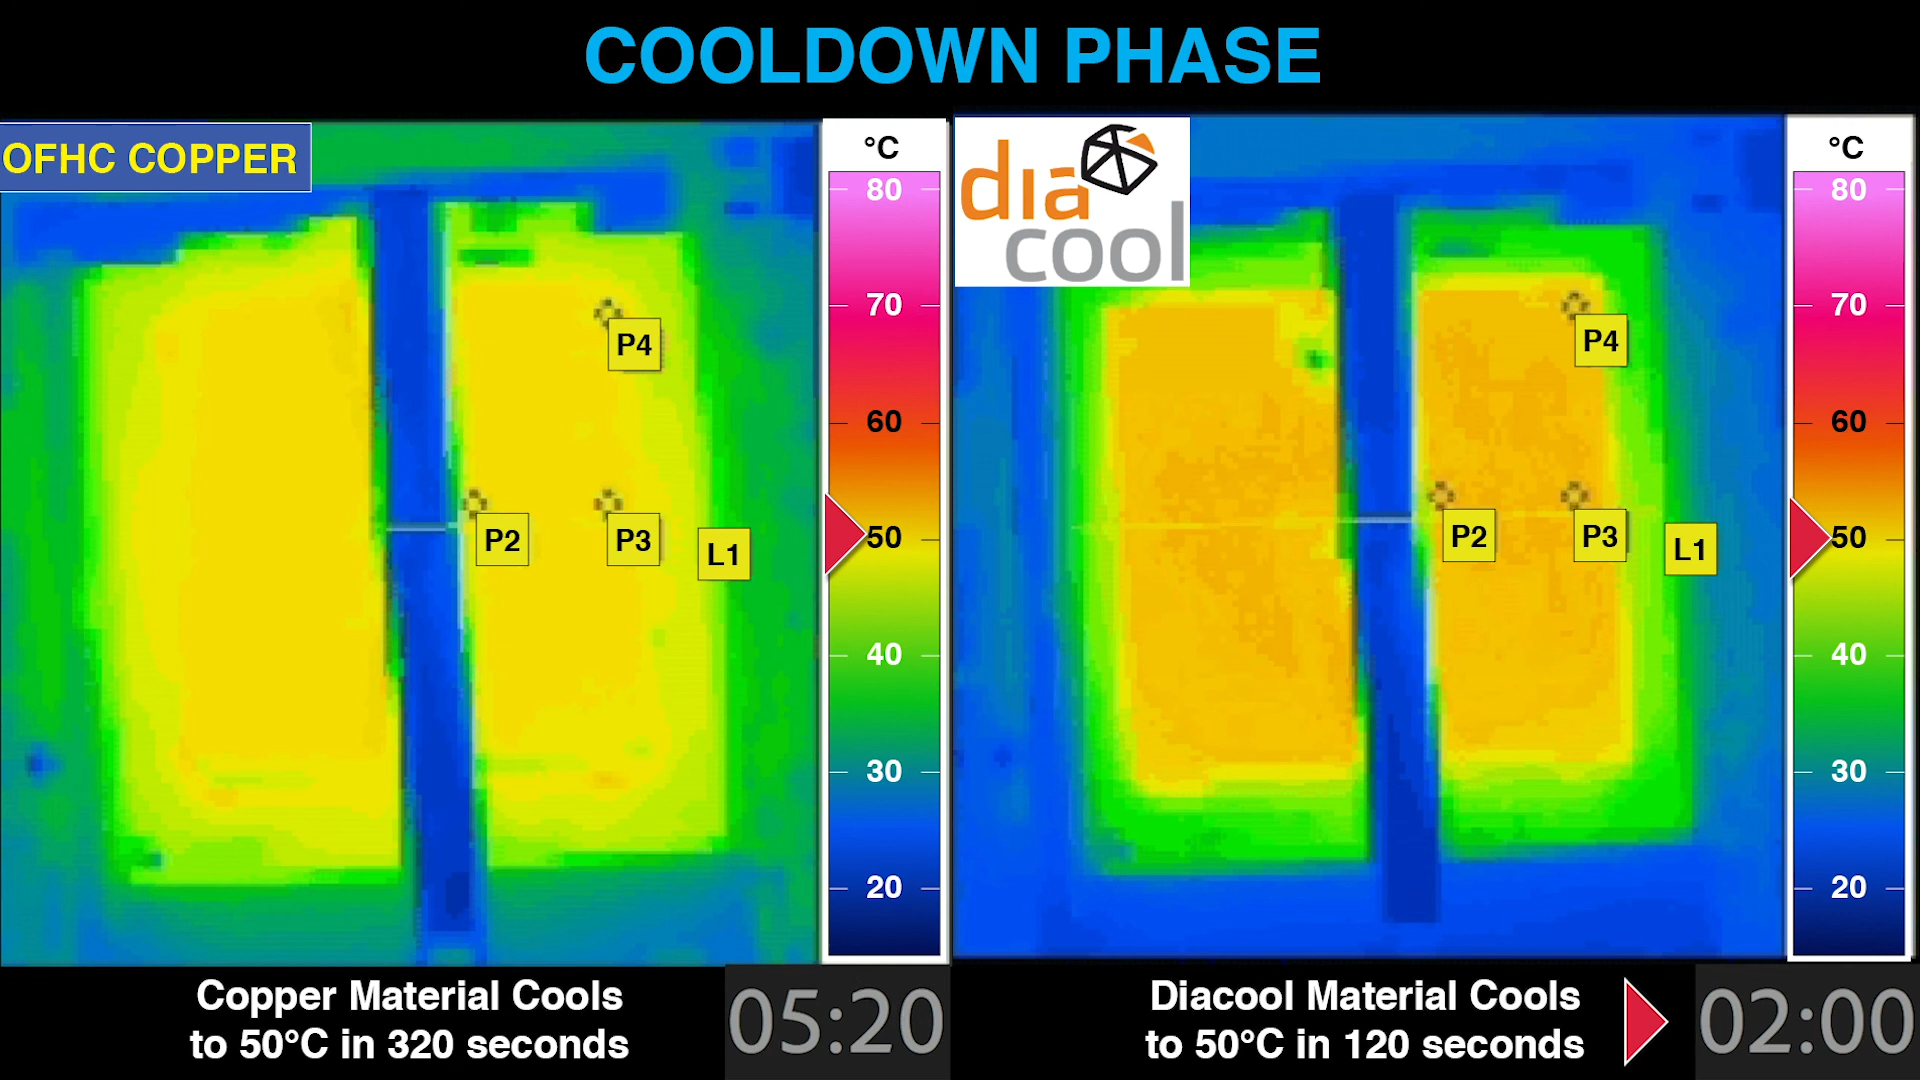 COOLDOWN PHASE
OFHC COPPER
°C
80
70
60
50
40
30
20
P4
P2
P3
L1
dia
cool
°C
80
70
60
50
40
30
20
P4
P2
P3
L1
Copper Material Cools
to 50°C in 320 seconds
05:20
Diacool Material Cools
to 50°C in 120 seconds
02:00